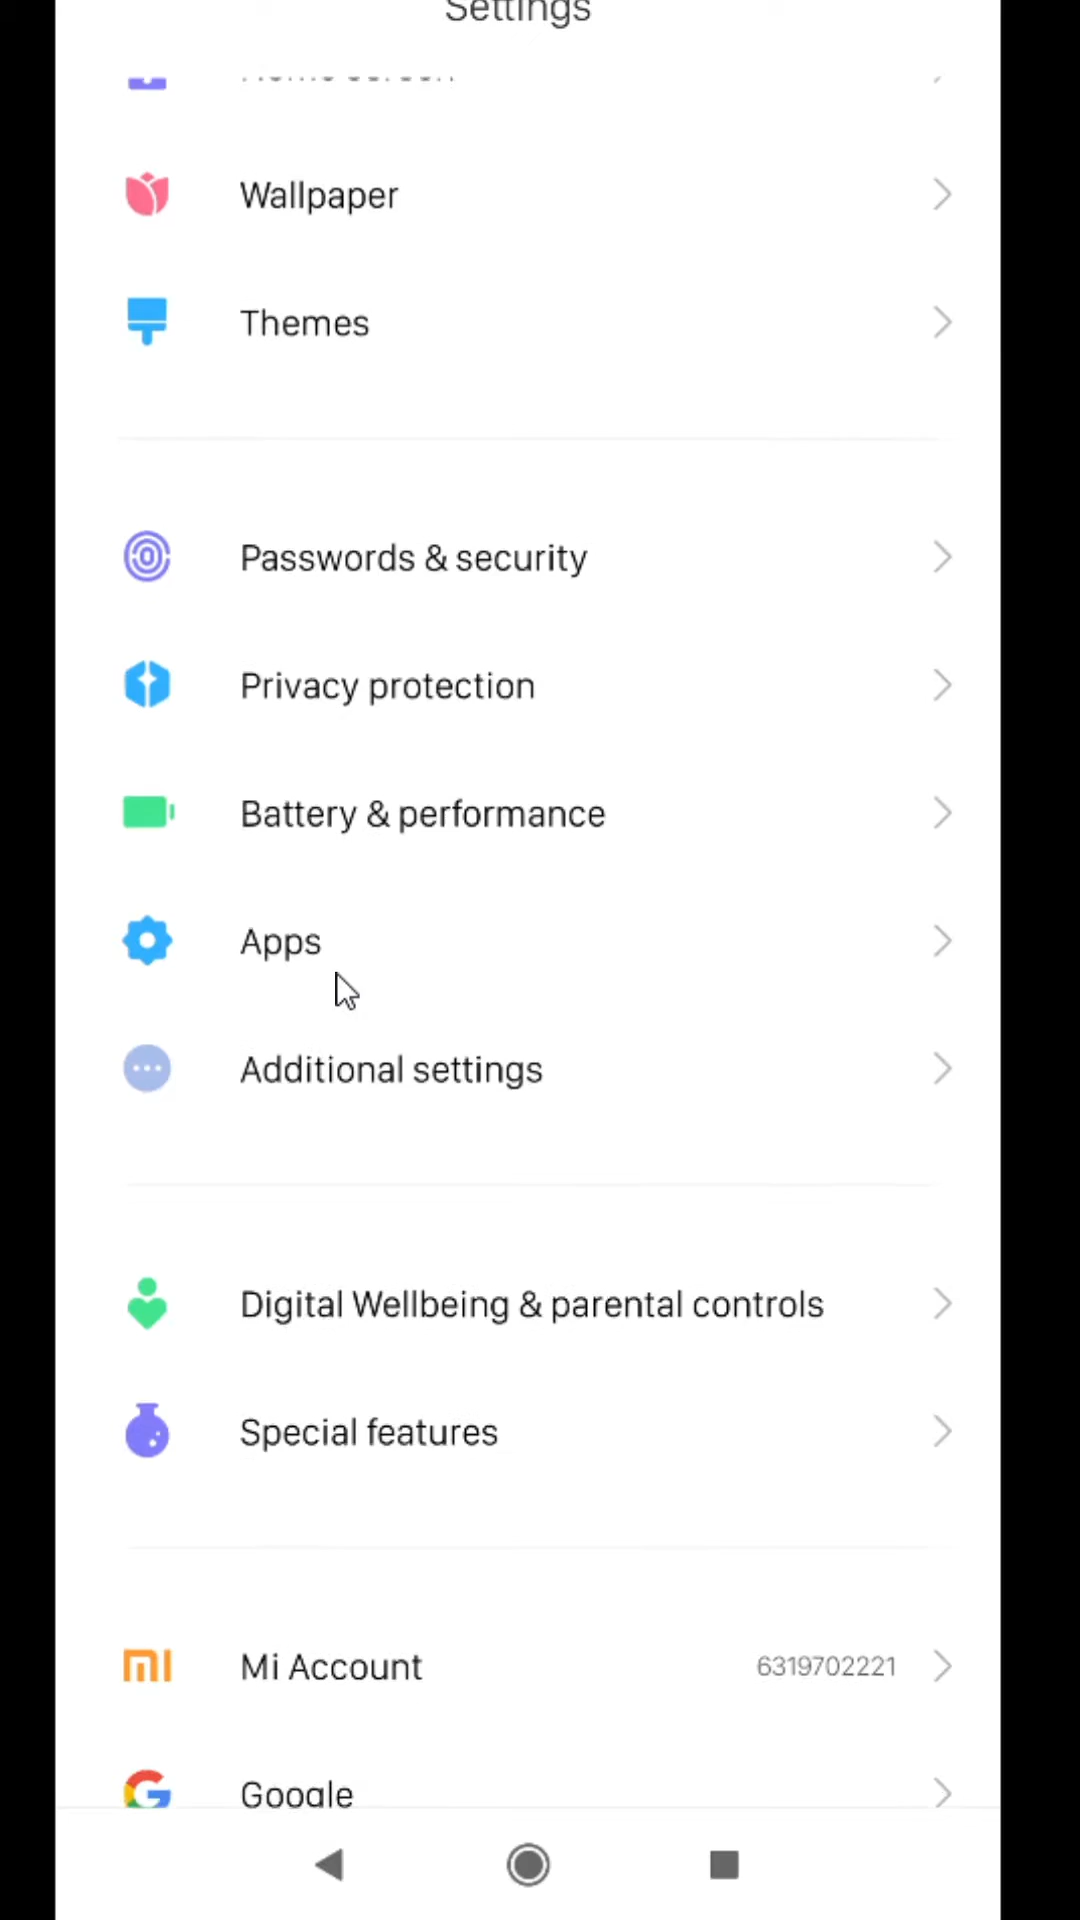 Settings
Wallpaper
Themes
Passwords & security
Privacy protection
Battery & performance
Apps
Additional settings
Digital Wellbeing & parental controls
Special features
Mi Account 6319702221
Google